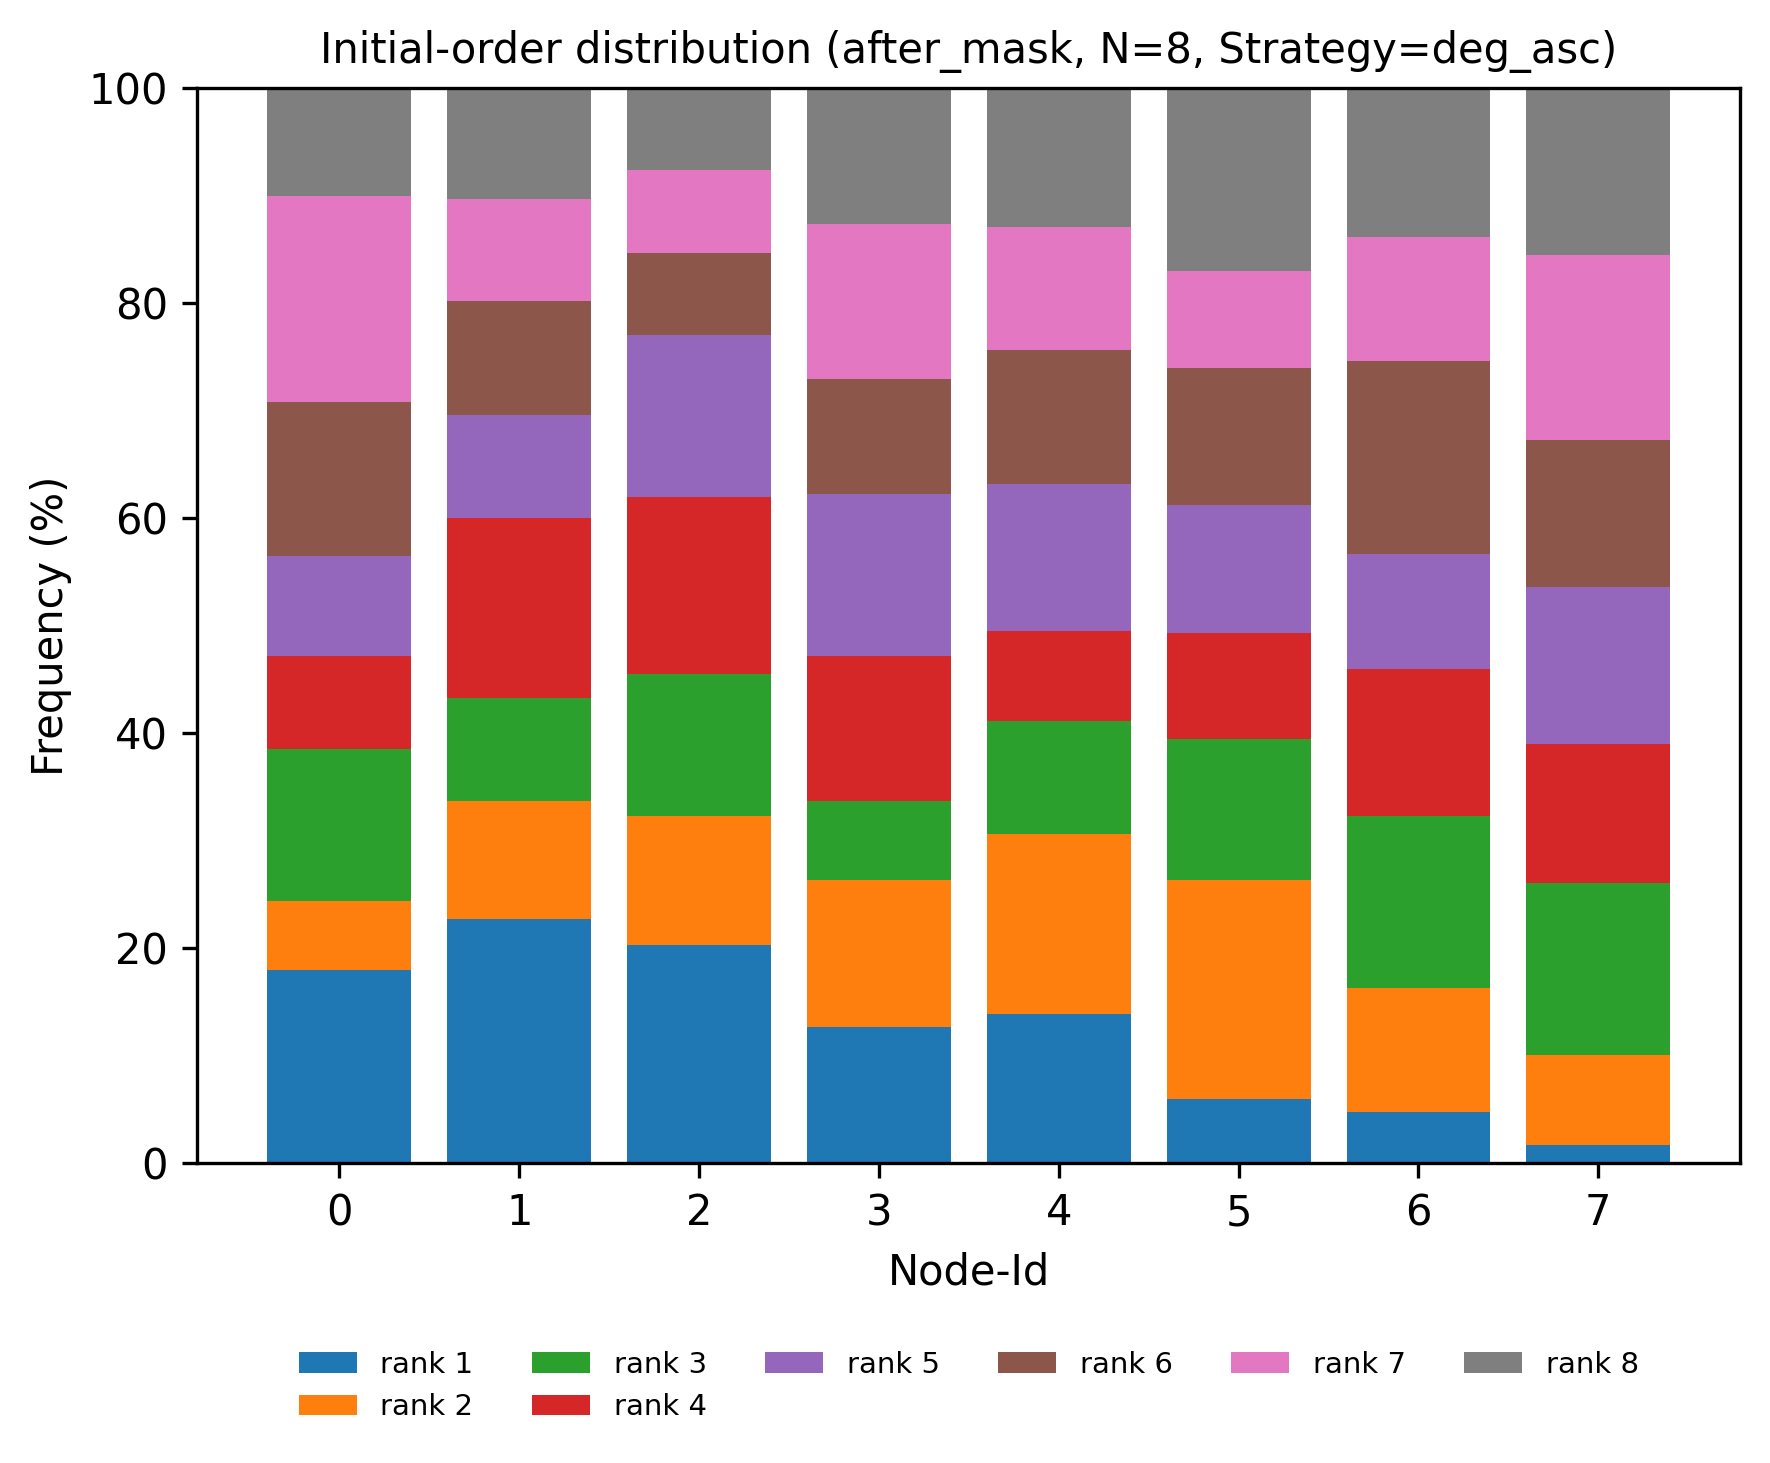 Initial-order distribution (after_mask, N=8, Strategy=deg_asc)
100
80
60
40
20
0
Frequency (%)
0 1 2 3 4 5 6 7
Node-Id
rank 1 rank 3 rank 5 rank 6 rank 7 rank 8
rank 2 rank 4